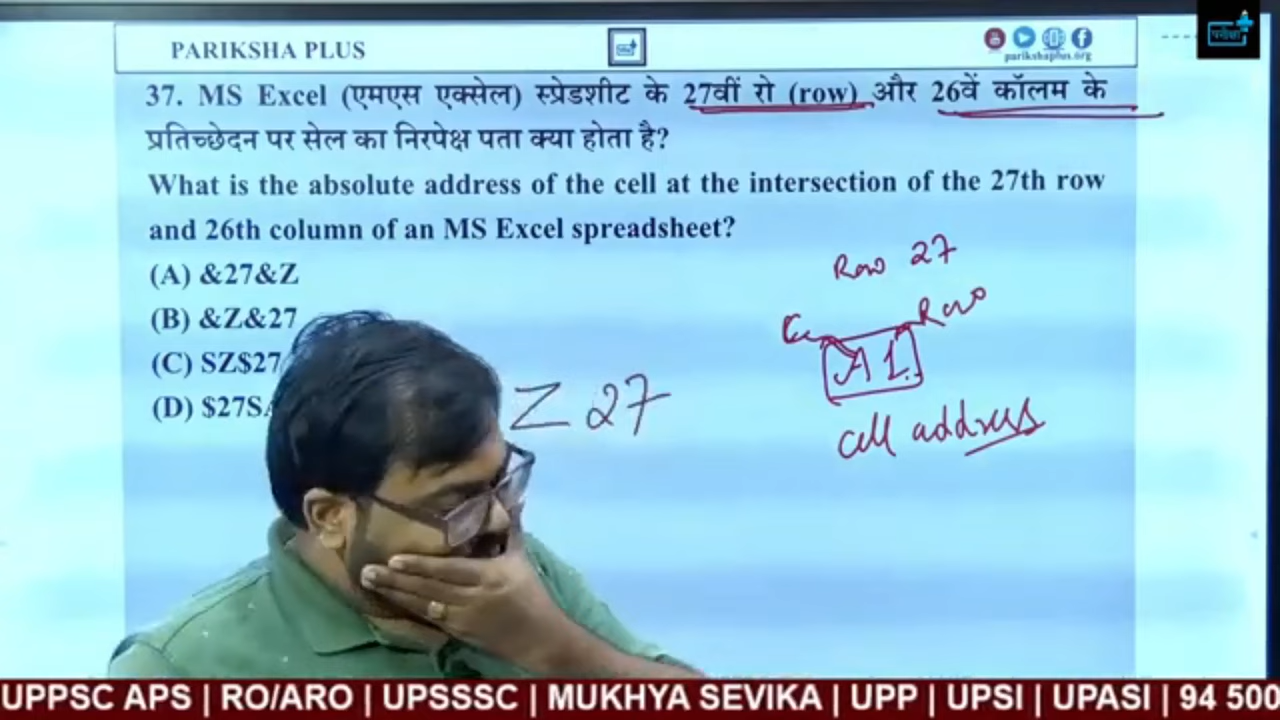 PARIKSHA PLUS
parikshaplus.org
परीक्षा
37. MS Excel (एमएस एक्सेल) स्प्रेडशीट के 27वीं रो (row) और 26वें कॉलम के
प्रतिच्छेदन पर सेल का निरपेक्ष पता क्या होता है?
What is the absolute address of the cell at the intersection of the 27th row
and 26th column of an MS Excel spreadsheet?
(A) &27&Z
(B) &Z&27
(C) SZ$27
(D) $27S
Row 27
Row
A 1
Z 27
cell address
UPPSC APS | RO/ARO | UPSSSC | MUKHYA SEVIKA | UPP | UPSI | UPASI | 94 500